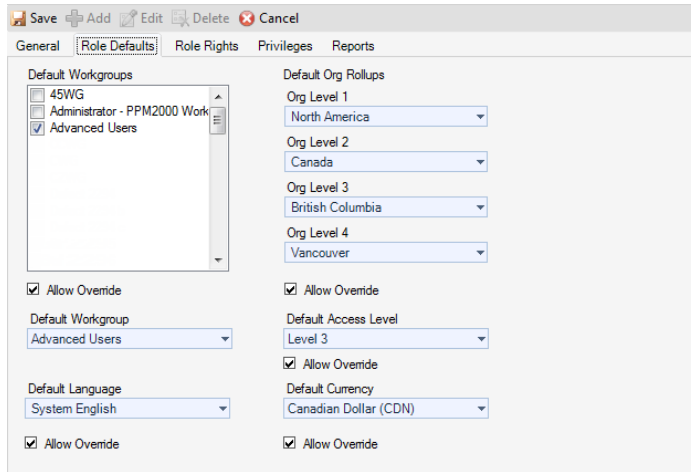 Save Add Edit Delete Cancel
General Role Defaults Role Rights Privileges Reports
Default Workgroups
45WG
Administrator - PPM2000 Work
Advanced Users
Allow Override
Default Workgroup
Advanced Users
Default Language
System English
Allow Override
Default Org Rollups
Org Level 1
North America
Org Level 2
Canada
Org Level 3
British Columbia
Org Level 4
Vancouver
Allow Override
Default Access Level
Level 3
Allow Override
Default Currency
Canadian Dollar (CDN)
Allow Override